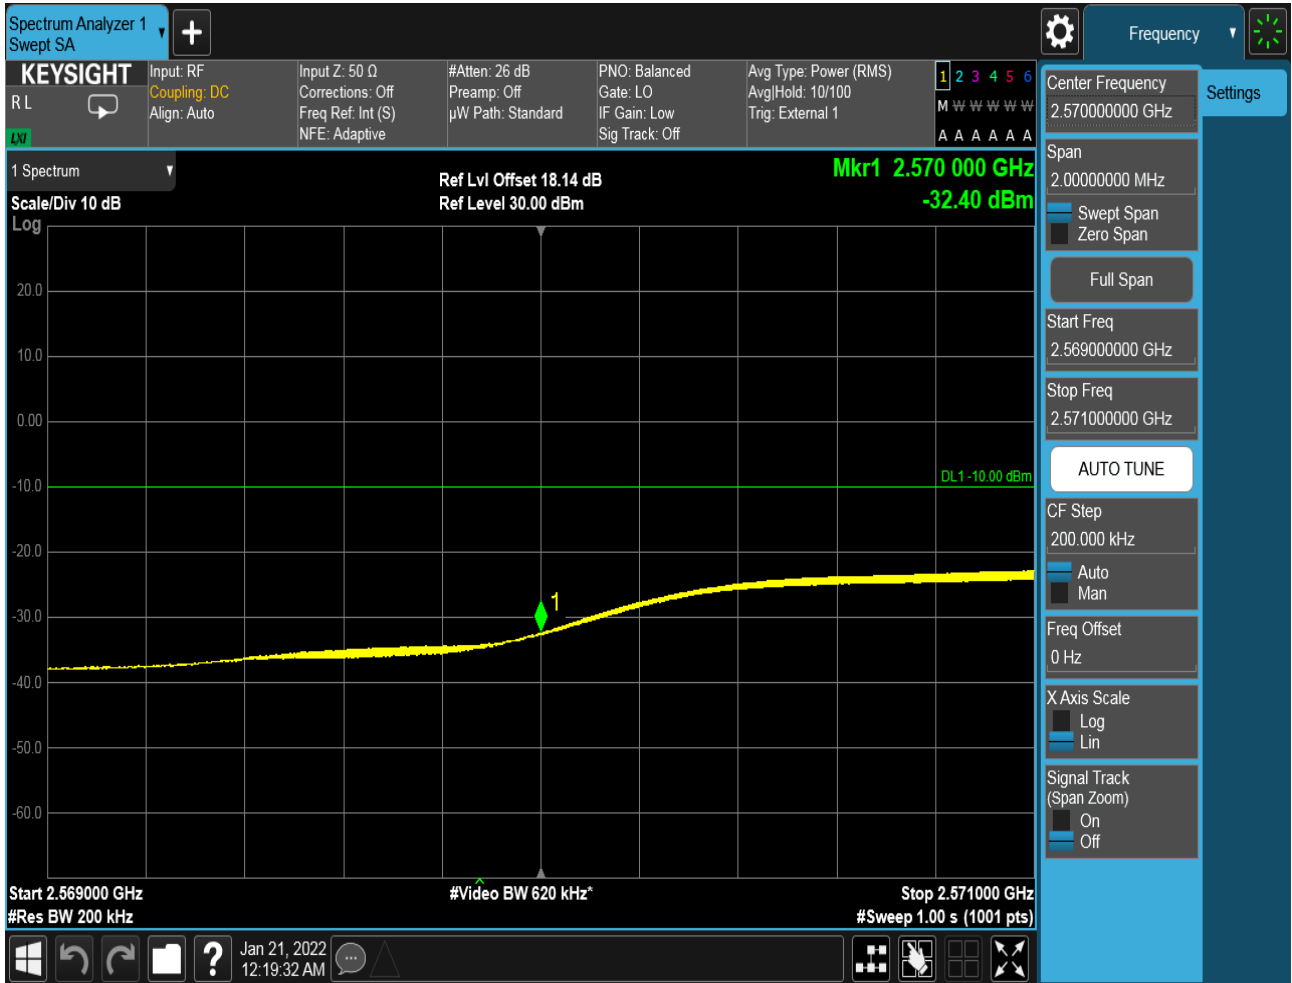 Spectrum Analyzer 1
Swept SA
Frequency
KEYSIGHT
R L
LXI
Input: RF
Coupling: DC
Align: Auto
Input Z: 50 Ω
Corrections: Off
Freq Ref: Int (S)
NFE: Adaptive
#Atten: 26 dB
Preamp: Off
µW Path: Standard
PNO: Balanced
Gate: LO
IF Gain: Low
Sig Track: Off
Avg Type: Power (RMS)
Avg|Hold: 10/100
Trig: External 1
1 2 3 4 5 6
M W W W W W
A A A A A A
1 Spectrum
Scale/Div 10 dB
Log
Ref Lvl Offset 18.14 dB
Ref Level 30.00 dBm
Mkr1 2.570 000 GHz
-32.40 dBm
20.0
10.0
0.00
-10.0
-20.0
-30.0
-40.0
-50.0
-60.0
DL1 -10.00 dBm
1
Start 2.569000 GHz
#Res BW 200 kHz
#Video BW 620 kHz*
Stop 2.571000 GHz
#Sweep 1.00 s (1001 pts)
Center Frequency
2.570000000 GHz
Settings
Span
2.00000000 MHz
Swept Span
Zero Span
Full Span
Start Freq
2.569000000 GHz
Stop Freq
2.571000000 GHz
AUTO TUNE
CF Step
200.000 kHz
Auto
Man
Freq Offset
0 Hz
X Axis Scale
Log
Lin
Signal Track
(Span Zoom)
On
Off
?
Jan 21, 2022
12:19:32 AM